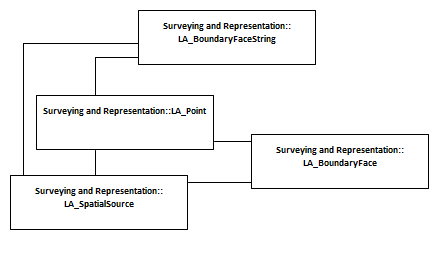 Surveying and Representation::
LA_BoundaryFaceString
Surveying and Representation::LA_Point
Surveying and Representation::
LA_BoundaryFace
Surveying and Representation::
LA_SpatialSource